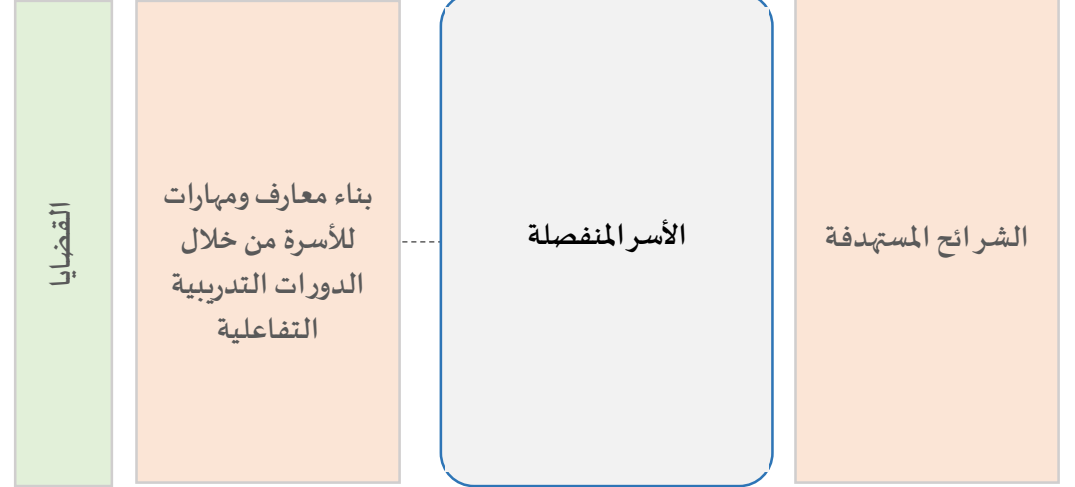 الشرائح المستهدفة
الأسر المنفصلة
بناء معارف ومهارات
للأسرة من خلال
الدورات التدريبية
التفاعلية
القضايا